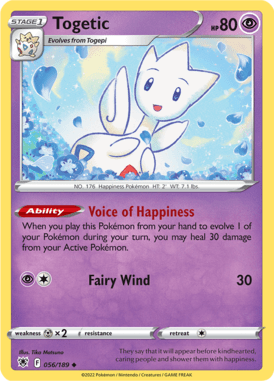 STAGE 1
Togetic
HP80
Evolves from Togepi
NO. 176 Happiness Pokémon HT. 2' WT. 7.1 lbs.
Ability Voice of Happiness
When you play this Pokémon from your hand to evolve 1 of
your Pokémon during your turn, you may heal 30 damage
from your Active Pokémon.
Fairy Wind 30
weakness ×2 resistance retreat
Illus. Tika Matsuno
They say that it will appear before kindhearted,
caring people and shower them with happiness.
F 056/189
©2022 Pokémon / Nintendo / Creatures / GAME FREAK